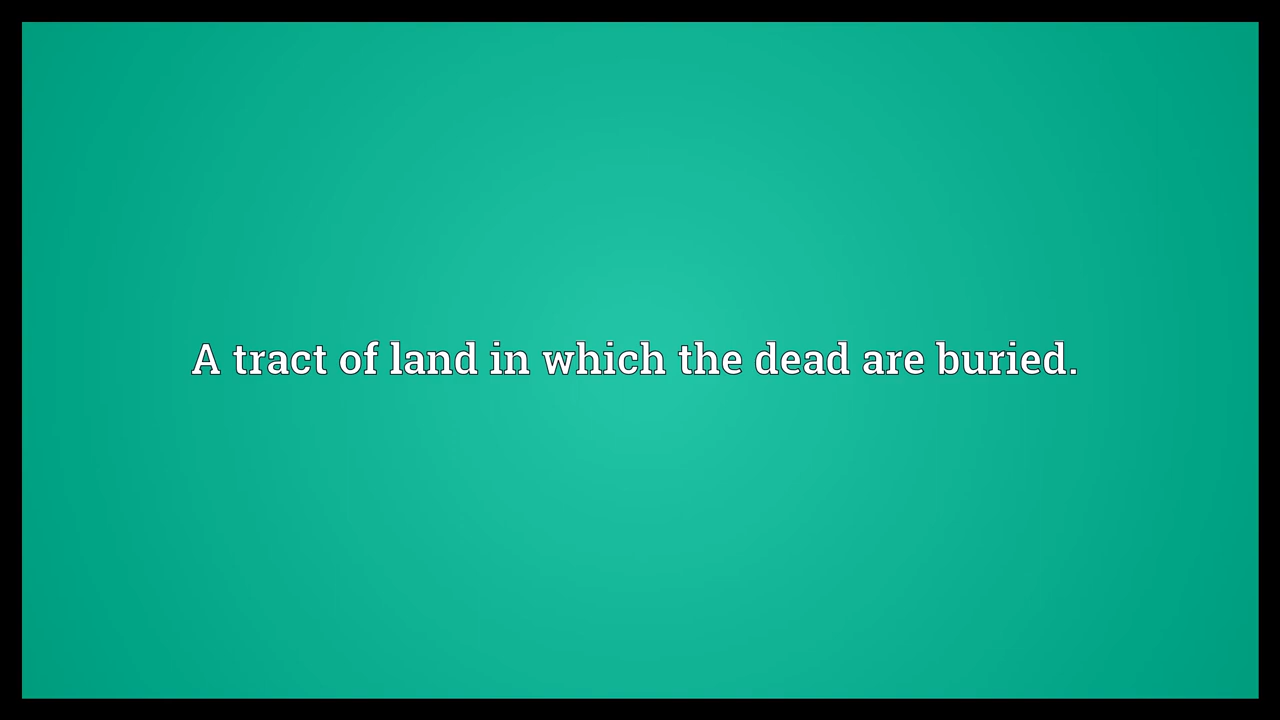 A tract of land in which the dead are buried.